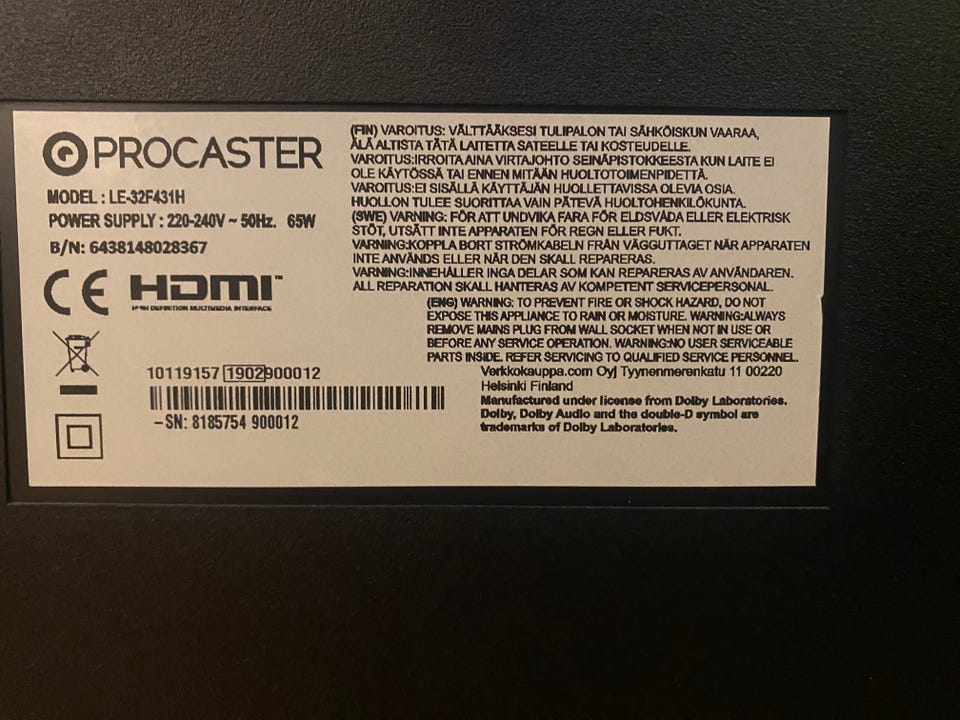 PROCASTER
MODEL : LE-32F431H
POWER SUPPLY : 220-240V ~ 50Hz. 65W
B/N: 6438148028367
CE HDMI™
HIGH DEFINITION MULTIMEDIA INTERFACE
10119157 1902900012
-SN: 8185754 900012
(FIN) VAROITUS: VÄLTTÄÄKSESI TULIPALON TAI SÄHKÖISKUN VAARAA,
ÄLÄ ALTISTA TÄTÄ LAITETTA SATEELLE TAI KOSTEUDELLE.
VAROITUS:IRROITA AINA VIRTAJOHTO SEINÄPISTOKKEESTA KUN LAITE EI
OLE KÄYTÖSSÄ TAI ENNEN MITÄÄN HUOLTOTOIMENPIDETTÄ.
VAROITUS:EI SISÄLLÄ KÄYTTÄJÄN HUOLLETTAVISSA OLEVIA OSIA.
HUOLLON TULEE SUORITTAA VAIN PÄTEVÄ HUOLTOHENKILÖKUNTA.
(SWE) VARNING: FÖR ATT UNDVIKA FARA FÖR ELDSVÅDA ELLER ELEKTRISK
STÖT, UTSÄTT INTE APPARATEN FÖR REGN ELLER FUKT.
VARNING:KOPPLA BORT STRÖMKABELN FRÅN VÄGGUTTAGET NÄR APPARATEN
INTE ANVÄNDS ELLER NÄR DEN SKALL REPARERAS.
VARNING:INNEHÅLLER INGA DELAR SOM KAN REPARERAS AV ANVÄNDAREN.
ALL REPARATION SKALL HANTERAS AV KOMPETENT SERVICEPERSONAL.
(ENG) WARNING: TO PREVENT FIRE OR SHOCK HAZARD, DO NOT
EXPOSE THIS APPLIANCE TO RAIN OR MOISTURE. WARNING:ALWAYS
REMOVE MAINS PLUG FROM WALL SOCKET WHEN NOT IN USE OR
BEFORE ANY SERVICE OPERATION. WARNING:NO USER SERVICEABLE
PARTS INSIDE. REFER SERVICING TO QUALIFIED SERVICE PERSONNEL.
Verkkokauppa.com Oyj Tyynenmerenkatu 11 00220
Helsinki Finland
Manufactured under license from Dolby Laboratories.
Dolby, Dolby Audio and the double-D symbol are
trademarks of Dolby Laboratories.